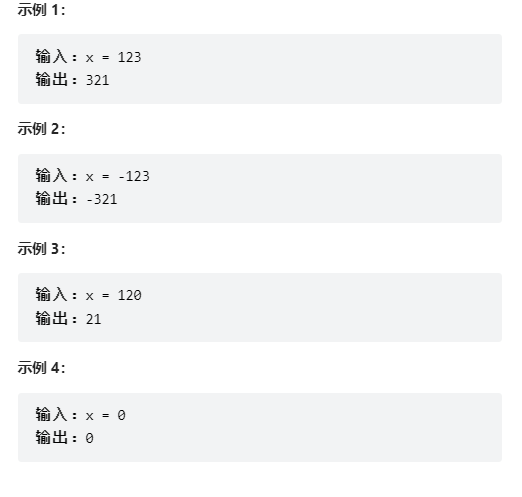 示例 1:
输入：x = 123
输出：321
示例 2:
输入：x = -123
输出：-321
示例 3:
输入：x = 120
输出：21
示例 4:
输入：x = 0
输出：0